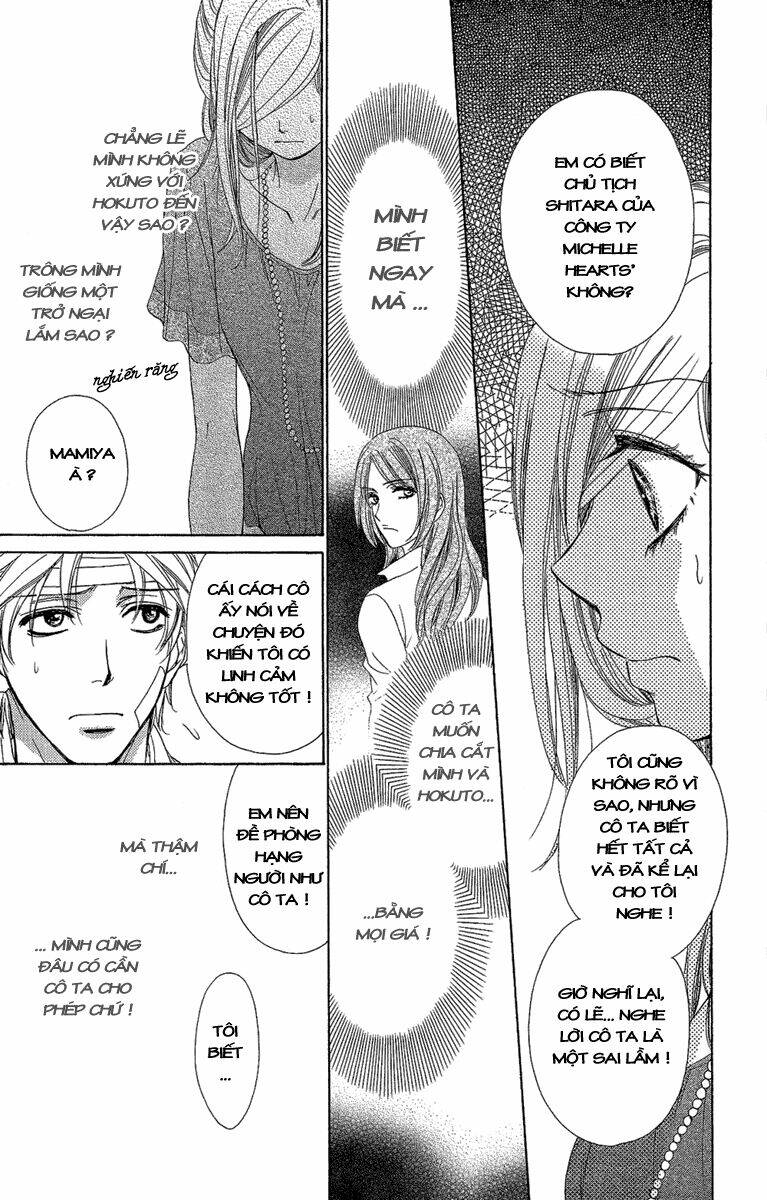 EM CÓ BIẾT
CHỦ TỊCH
SHITARA CỦA
CÔNG TY
MICHELLE
HEARTS'
KHÔNG?
TÔI CŨNG
KHÔNG RÕ VÌ
SAO, NHƯNG
CÔ TA BIẾT
HẾT TẤT CẢ
VÀ ĐÃ KỂ LẠI
CHO TÔI
NGHE !
GIỜ NGHĨ LẠI,
CÓ LẼ... NGHE
LỜI CÔ TA LÀ
MỘT SAI LẦM !
MÌNH
BIẾT
NGAY
MÀ ...
CÔ TA
MUỐN
CHIA CẮT
MÌNH VÀ
HOKUTO...
...BẰNG
MỌI GIÁ !
CHẲNG LẼ
MÌNH KHÔNG
XỨNG VỚI
HOKUTO ĐẾN
VẬY SAO ?
TRÔNG MÌNH
GIỐNG MỘT
TRỞ NGẠI
LẮM SAO ?
nghiến răng
MAMIYA
À ?
CÁI CÁCH CÔ
ẤY NÓI VỀ
CHUYỆN ĐÓ
KHIẾN TÔI CÓ
LINH CẢM
KHÔNG TỐT !
EM NÊN
ĐỀ PHÒNG
HẠNG
NGƯỜI NHƯ
CÔ TA !
MÀ THẬM
CHÍ...
... MÌNH CŨNG
ĐÂU CÓ CẦN
CÔ TA CHO
PHÉP CHỨ !
TÔI
BIẾT
...